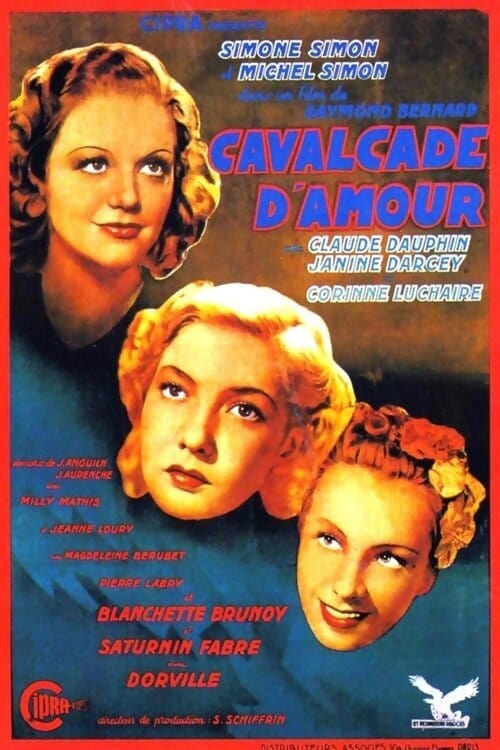 CIPRA présente
SIMONE SIMON
et MICHEL SIMON
dans un film de
RAYMOND BERNARD
CAVALCADE
D'AMOUR
avec CLAUDE DAUPHIN
JANINE DARCEY
CORINNE LUCHAIRE
scénario de J. ANOUILH
J. AURENCHE
avec
MILLY MATHIS
et JEANNE LOURY
avec MAGDELEINE BERUBET
PIERRE LABRY
et
BLANCHETTE BRUNOY
et
SATURNIN FABRE
avec
DORVILLE
CIPRA
directeur de production : S. SCHIFFRIN
DISTRIBUTEURS ASSOCIÉS
PARIS